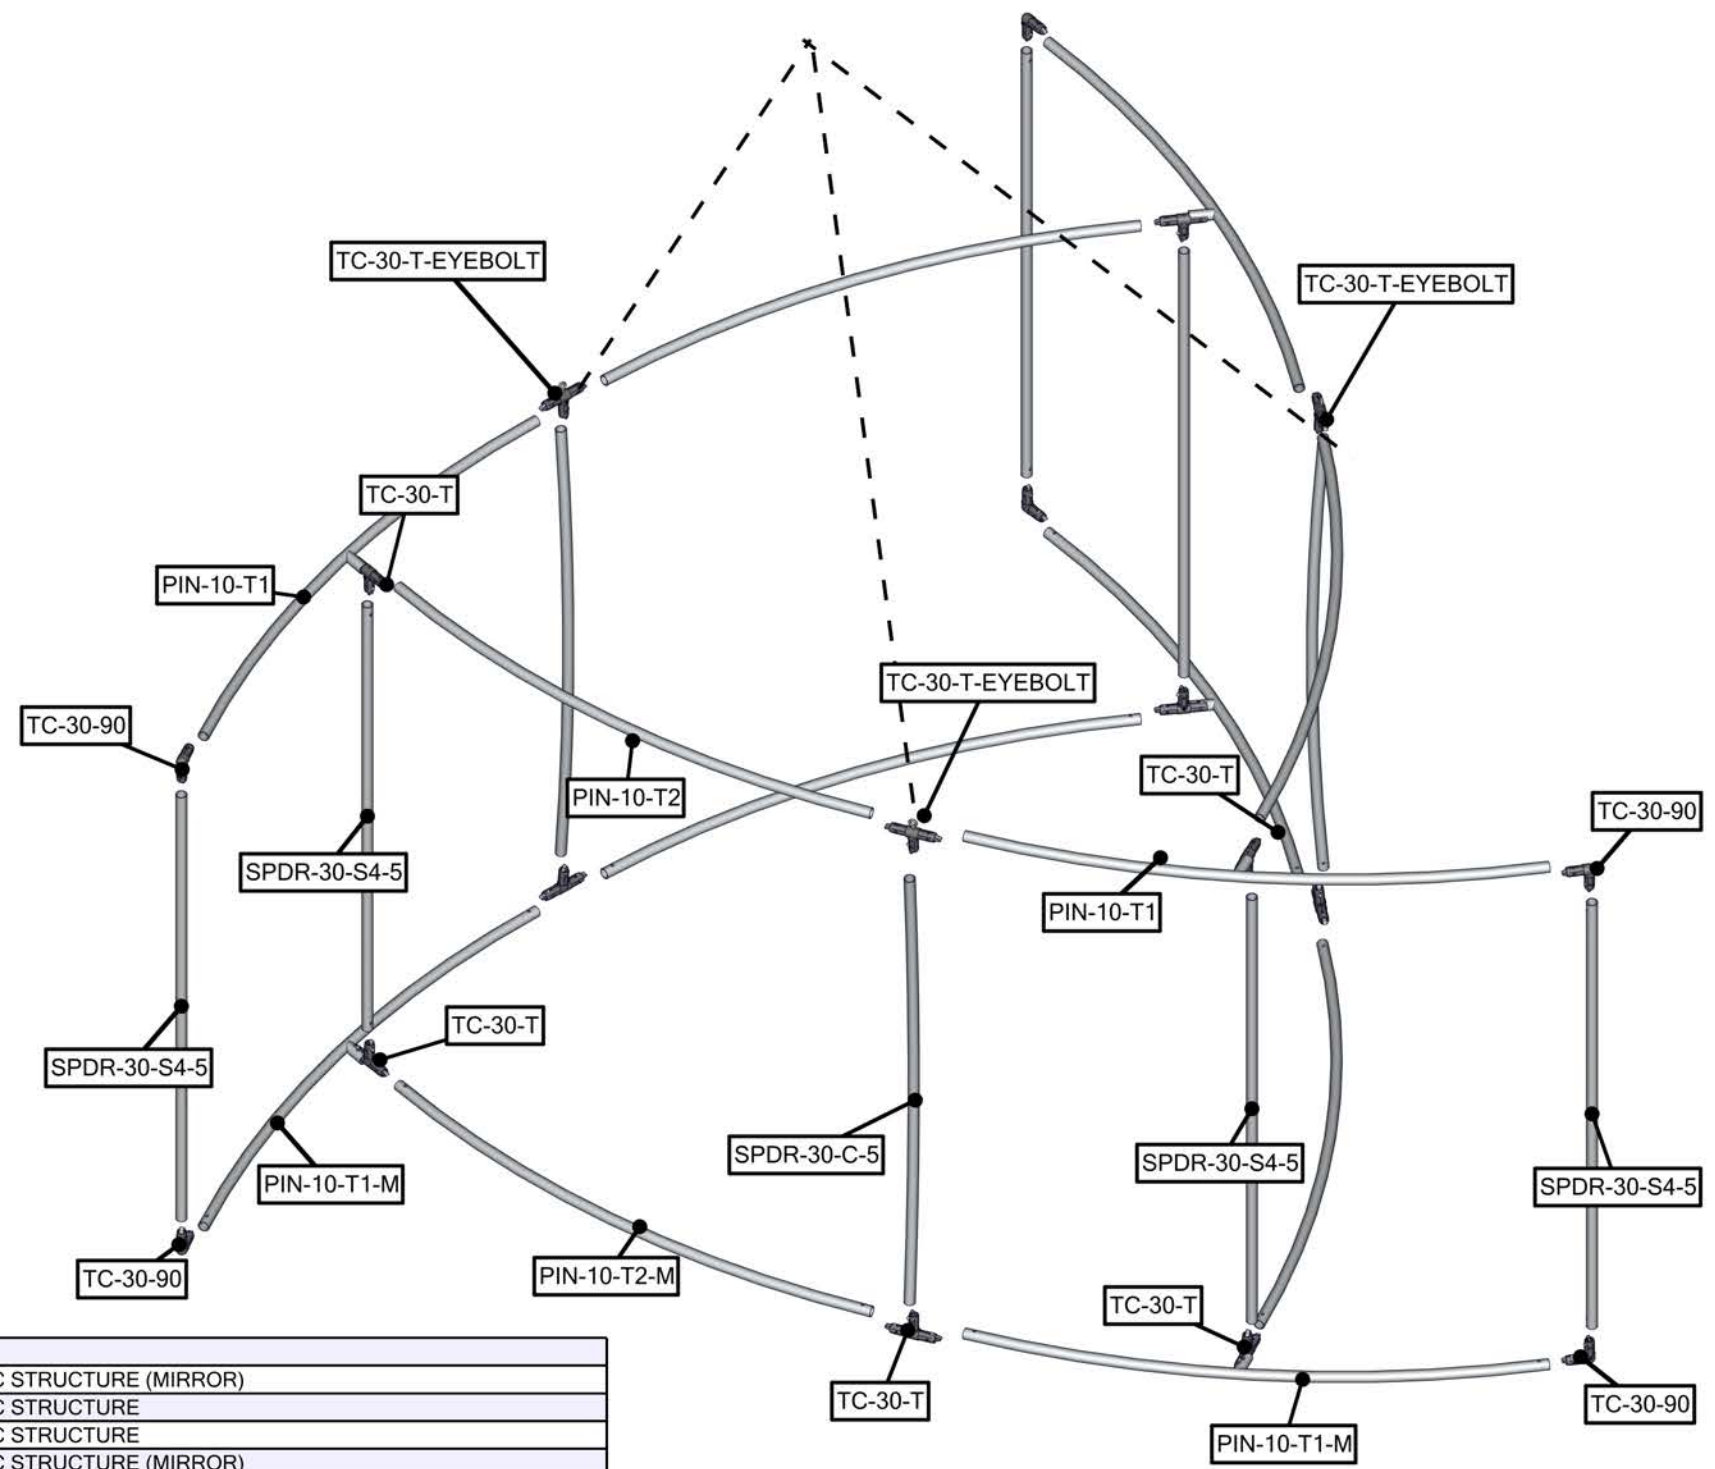 TC-30-T-EYEBOLT
TC-30-T-EYEBOLT
TC-30-T
PIN-10-T1
TC-30-T-EYEBOLT
TC-30-90
TC-30-T
PIN-10-T2
TC-30-90
SPDR-30-S4-5
PIN-10-T1
TC-30-T
SPDR-30-S4-5
SPDR-30-C-5
SPDR-30-S4-5
PIN-10-T1-M
SPDR-30-S4-5
TC-30-90
PIN-10-T2-M
TC-30-T
TC-30-T
TC-30-90
PIN-10-T1-M
C STRUCTURE (MIRROR)
C STRUCTURE
C STRUCTURE
C STRUCTURE (MIRROR)